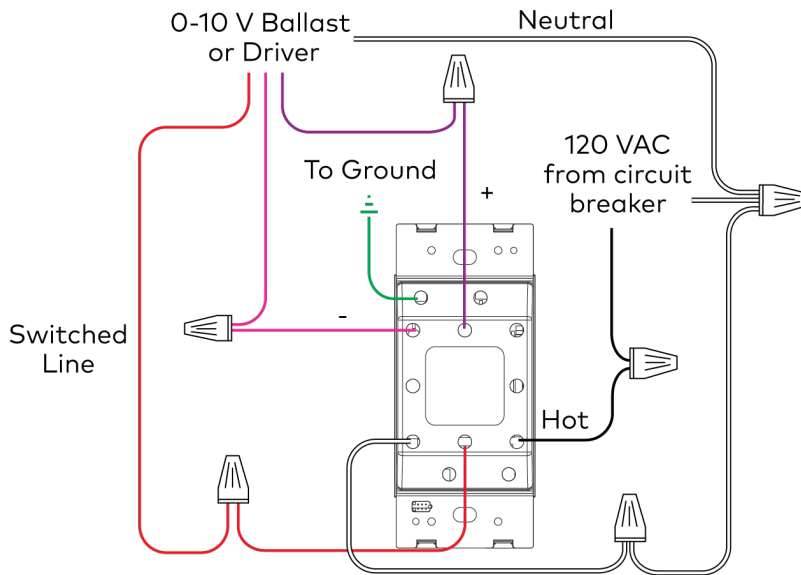 0-10 V Ballast
or Driver
Neutral
To Ground
120 VAC
from circuit
breaker
+
-
Switched
Line
Hot